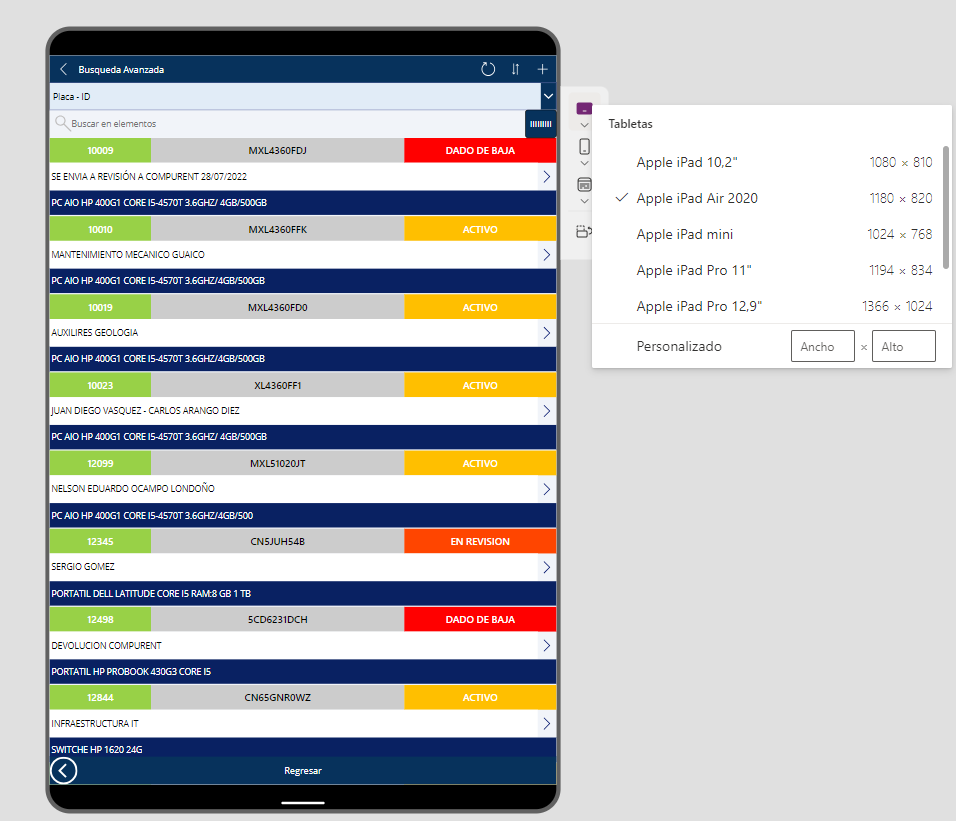 Busqueda Avanzada
Placa - ID
Buscar en elementos
10009 MXL4360FDJ DADO DE BAJA
SE ENVIA A REVISIÓN A COMPURENT 28/07/2022
PC AIO HP 400G1 CORE I5-4570T 3.6GHZ/ 4GB/500GB
10010 MXL4360FFK ACTIVO
MANTENIMIENTO MECANICO GUAICO
PC AIO HP 400G1 CORE I5-4570T 3.6GHZ/4GB/500GB
10019 MXL4360FD0 ACTIVO
AUXILIRES GEOLOGIA
PC AIO HP 400G1 CORE I5-4570T 3.6GHZ/ 4GB/500GB
10023 XL4360FF1 ACTIVO
JUAN DIEGO VASQUEZ - CARLOS ARANGO DIEZ
PC AIO HP 400G1 CORE I5-4570T 3.6GHZ/ 4GB/500GB
12099 MXL51020JT ACTIVO
NELSON EDUARDO OCAMPO LONDOÑO
PC AIO HP 400G1 CORE I5-4570T 3.6GHZ/4GB/500
12345 CN5JUH54B EN REVISION
SERGIO GOMEZ
PORTATIL DELL LATITUDE CORE I5 RAM:8 GB 1 TB
12498 5CD6231DCH DADO DE BAJA
DEVOLUCION COMPURENT
PORTATIL HP PROBOOK 430G3 CORE I5
12844 CN65GNR0WZ ACTIVO
INFRAESTRUCTURA IT
SWITCHE HP 1620 24G
Regresar
Tabletas
Apple iPad 10,2" 1080 × 810
Apple iPad Air 2020 1180 × 820
Apple iPad mini 1024 × 768
Apple iPad Pro 11" 1194 × 834
Apple iPad Pro 12,9" 1366 × 1024
Personalizado Ancho × Alto